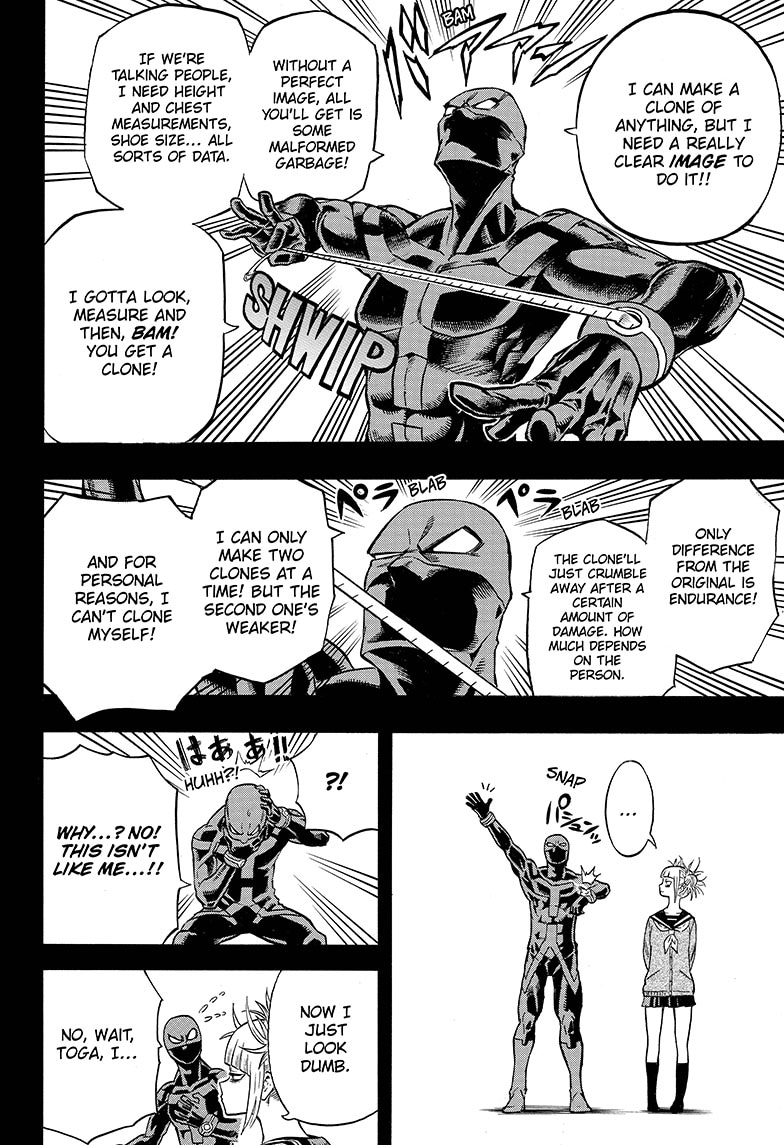 BAM
I CAN MAKE A
CLONE OF
ANYTHING, BUT I
NEED A REALLY
CLEAR IMAGE TO
DO IT!!
WITHOUT A
PERFECT
IMAGE, ALL
YOU'LL GET IS
SOME
MALFORMED
GARBAGE!
IF WE'RE
TALKING PEOPLE,
I NEED HEIGHT
AND CHEST
MEASUREMENTS,
SHOE SIZE... ALL
SORTS OF DATA.
SHWIP
I GOTTA LOOK,
MEASURE AND
THEN, BAM!
YOU GET A
CLONE!
ONLY
DIFFERENCE
FROM THE
ORIGINAL IS
ENDURANCE!
ペラ
BLAB
THE CLONE'LL
JUST CRUMBLE
AWAY AFTER A
CERTAIN
AMOUNT OF
DAMAGE. HOW
MUCH DEPENDS
ON THE
PERSON.
ペラ
BLAB
I CAN ONLY
MAKE TWO
CLONES AT A
TIME! BUT THE
SECOND ONE'S
WEAKER!
AND FOR
PERSONAL
REASONS, I
CAN'T CLONE
MYSELF!
...
SNAP
?!
はぁぁ!!
HUHH?!
WHY...? NO!
THIS ISN'T
LIKE ME...!!
NOW I
JUST
LOOK
DUMB.
NO, WAIT,
TOGA, I...